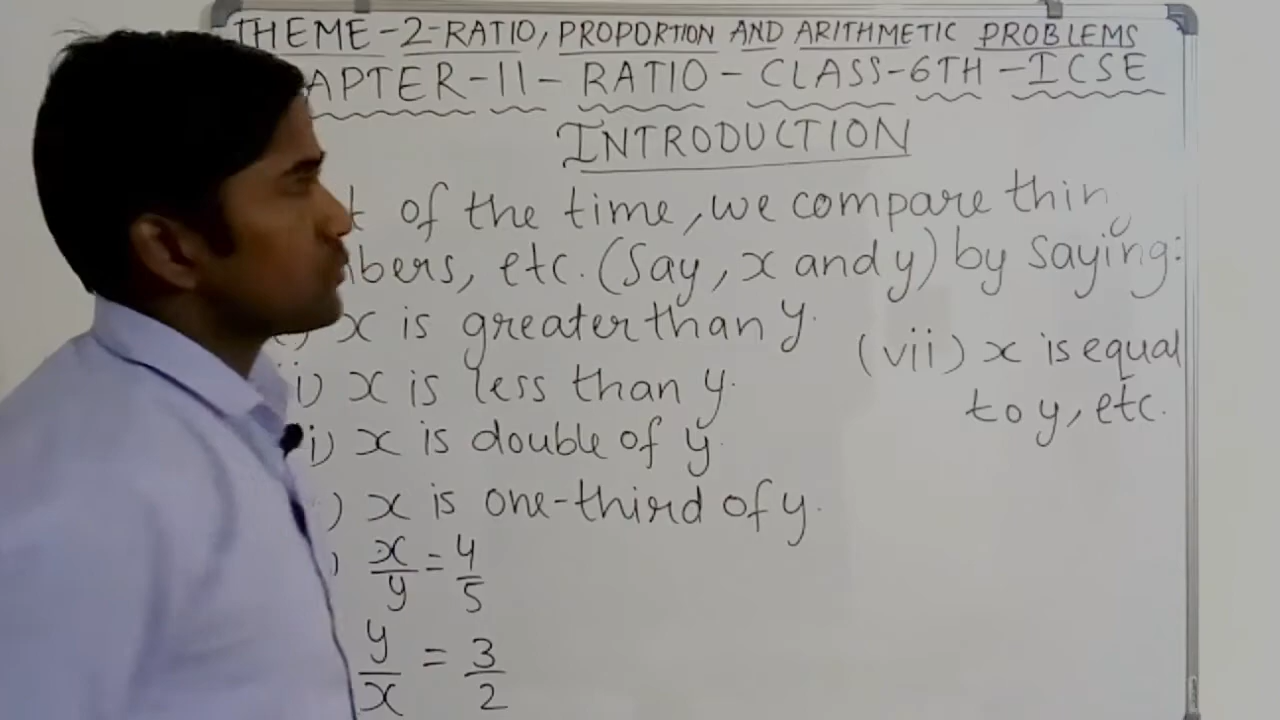 THEME-2-RATIO, PROPORTION AND ARITHMETIC PROBLEMS
APTER-11-RATIO-CLASS-6TH-ICSE
INTRODUCTION
t of the time, we compare thing
bers, etc. (Say, x and y) by saying:
) x is greater than y.
i) x is less than y.
i) x is double of y.
) x is one-third of y.
) x/y = 4/5
y/x = 3/2
(vii) x is equal
to y, etc.